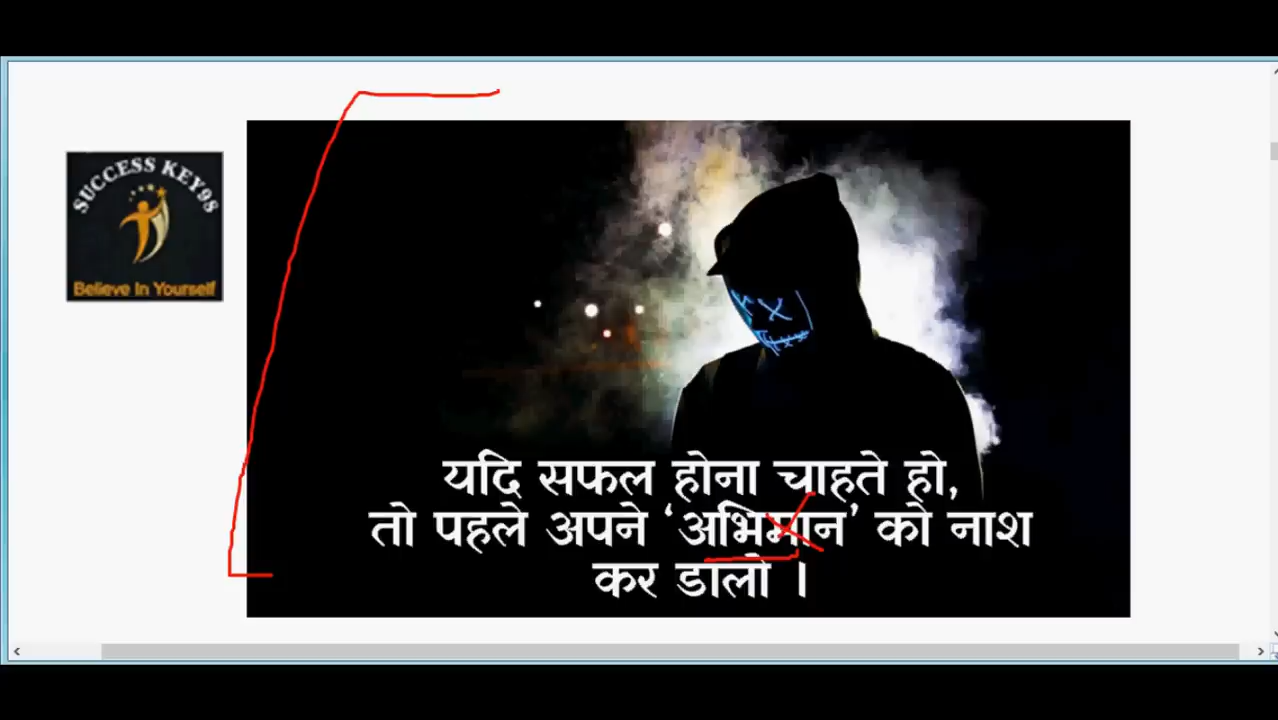 SUCCESS KEY98
Believe In Yourself
यदि सफल होना चाहते हो,
तो पहले अपने ‘अभिमान’ को नाश
कर डालो ।